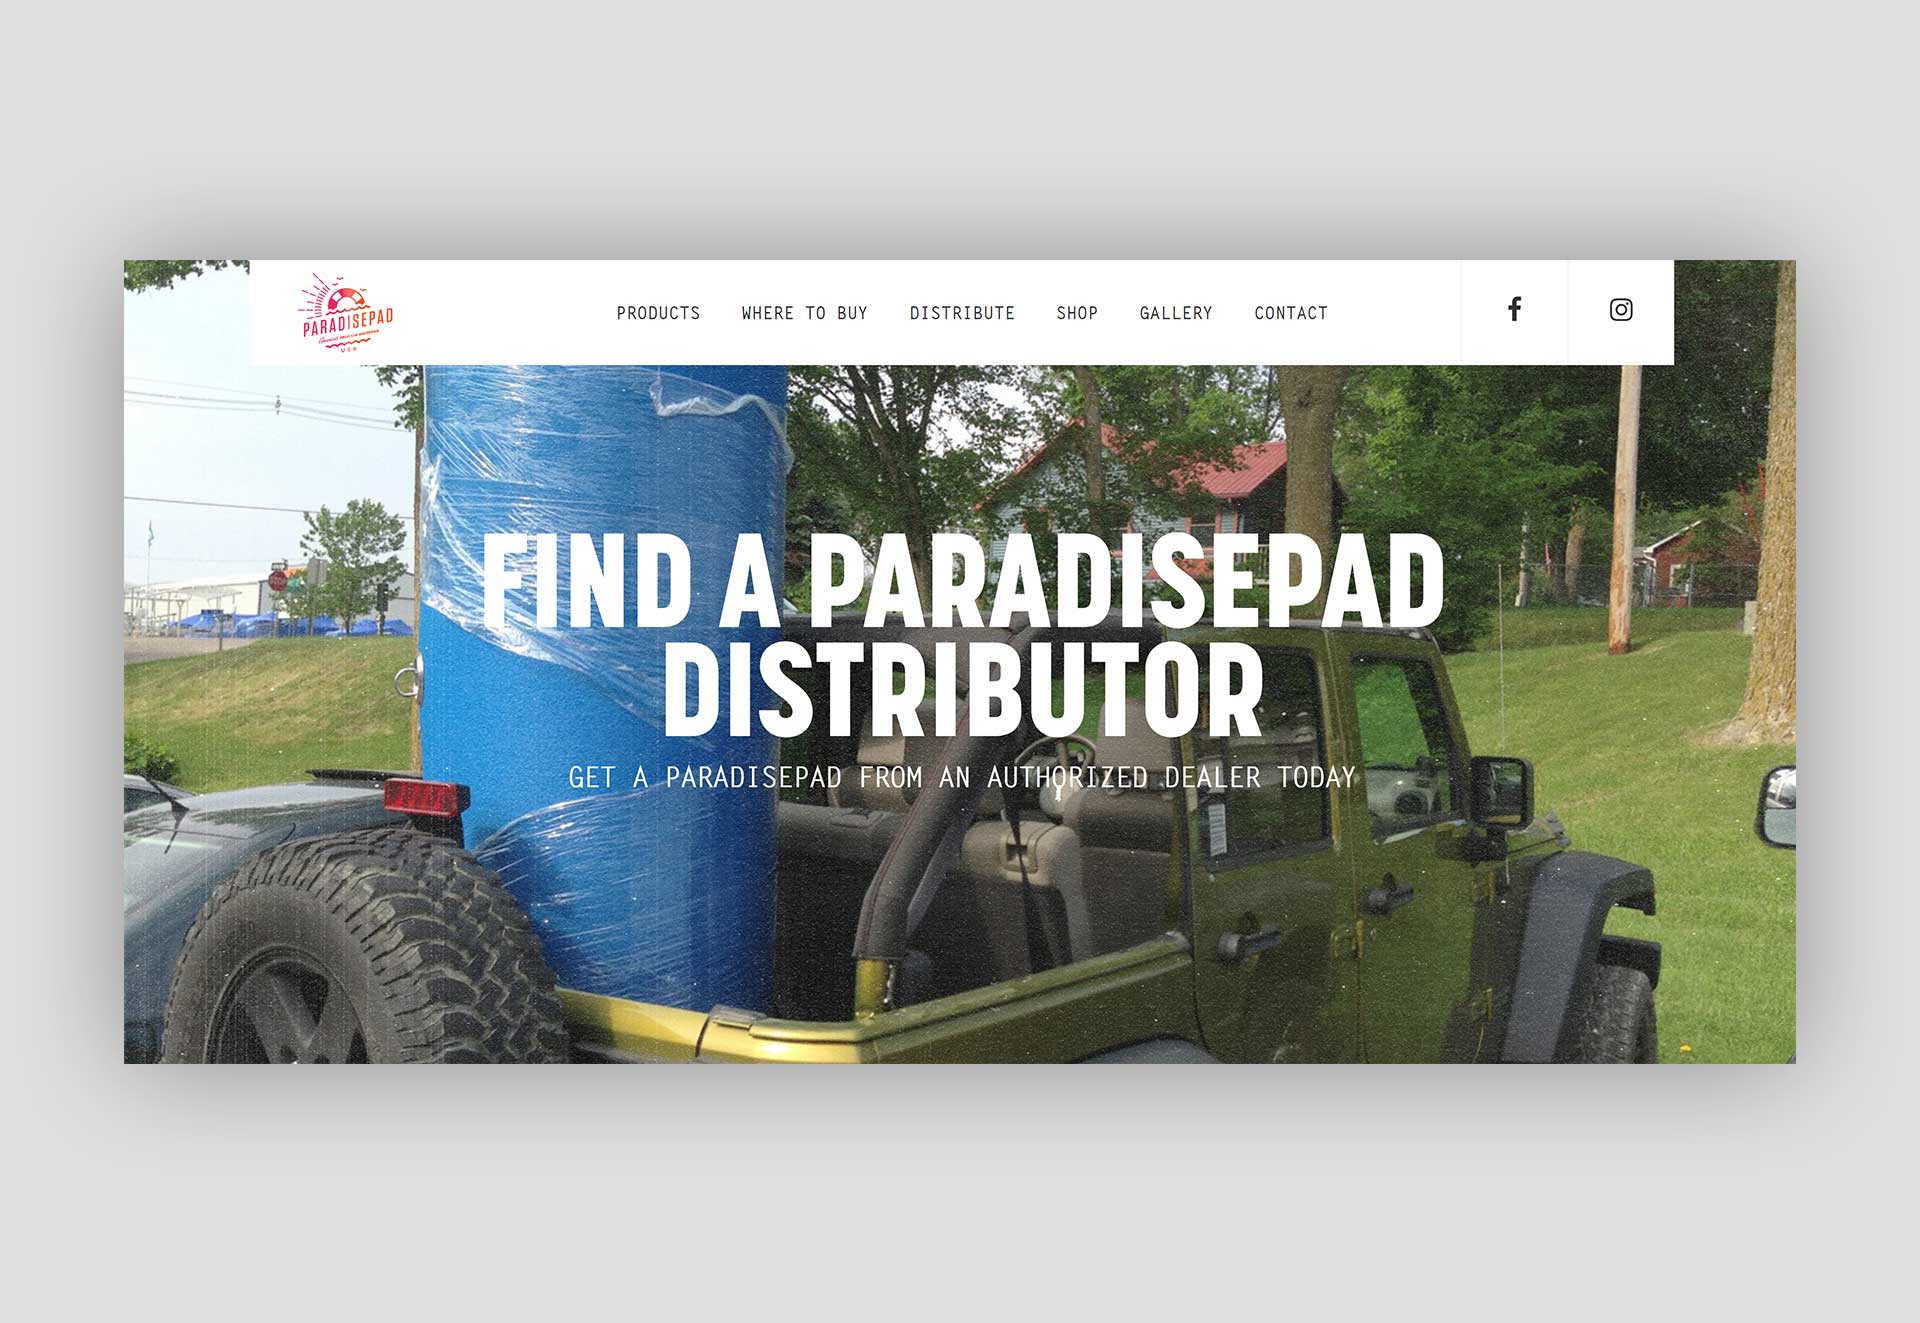 PARADISEPAD
USA
PRODUCTS WHERE TO BUY DISTRIBUTE SHOP GALLERY CONTACT
FIND A PARADISEPAD
DISTRIBUTOR
GET A PARADISEPAD FROM AN AUTHORIZED DEALER TODAY